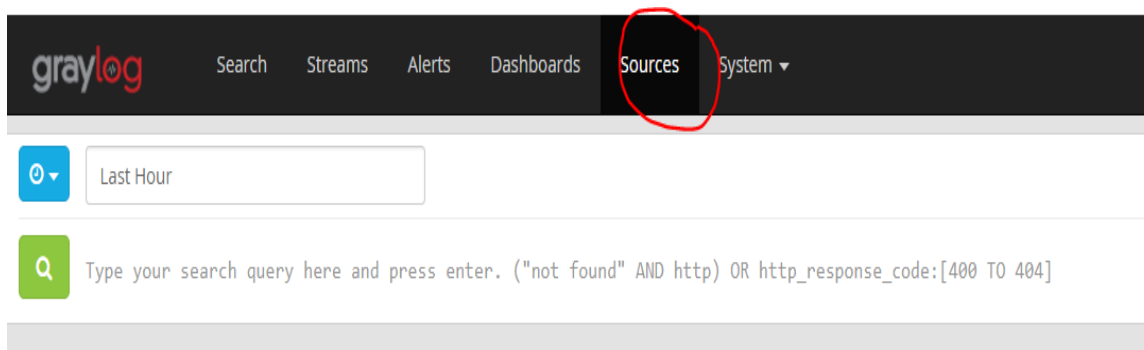 graylog Search Streams Alerts Dashboards Sources System
Last Hour
Type your search query here and press enter. ("not found" AND http) OR http_response_code:[400 TO 404]